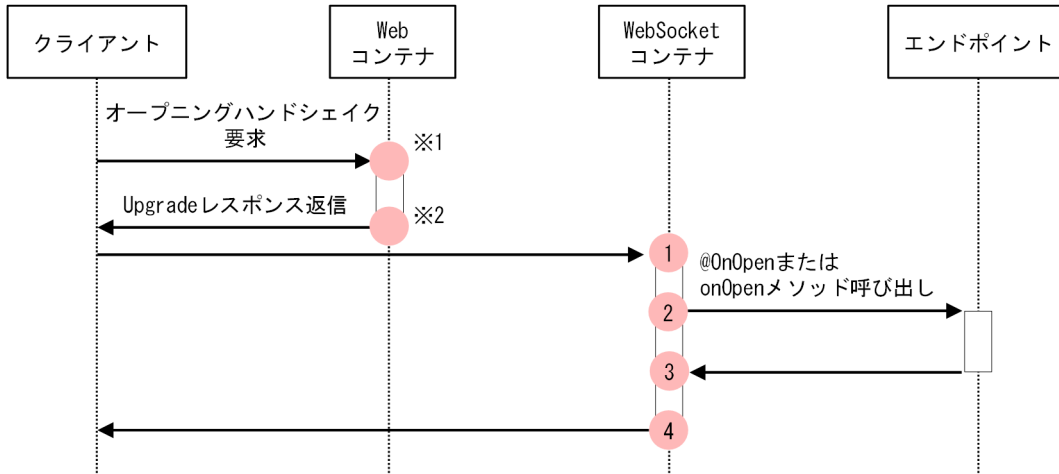 クライアント
Web
コンテナ
WebSocket
コンテナ
エンドポイント
オープニングハンドシェイク
要求
※1
Upgradeレスポンス返信
※2
1
@OnOpenまたは
onOpenメソッド呼び出し
2
3
4